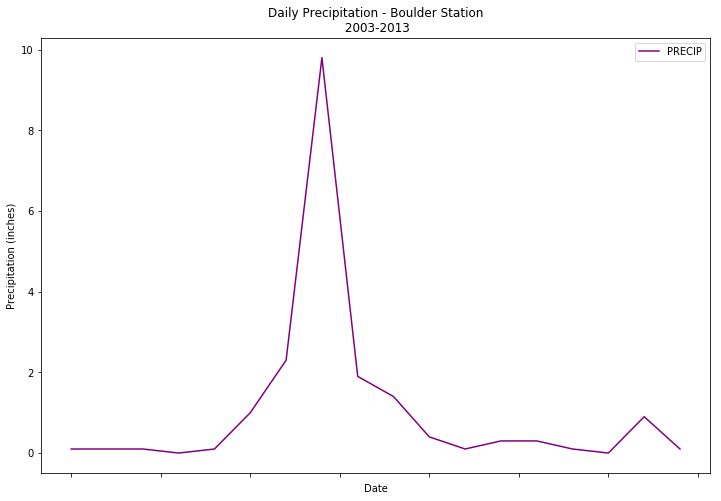 Daily Precipitation - Boulder Station
2003-2013
PRECIP
10
8
6
4
2
0
Precipitation (inches)
Date